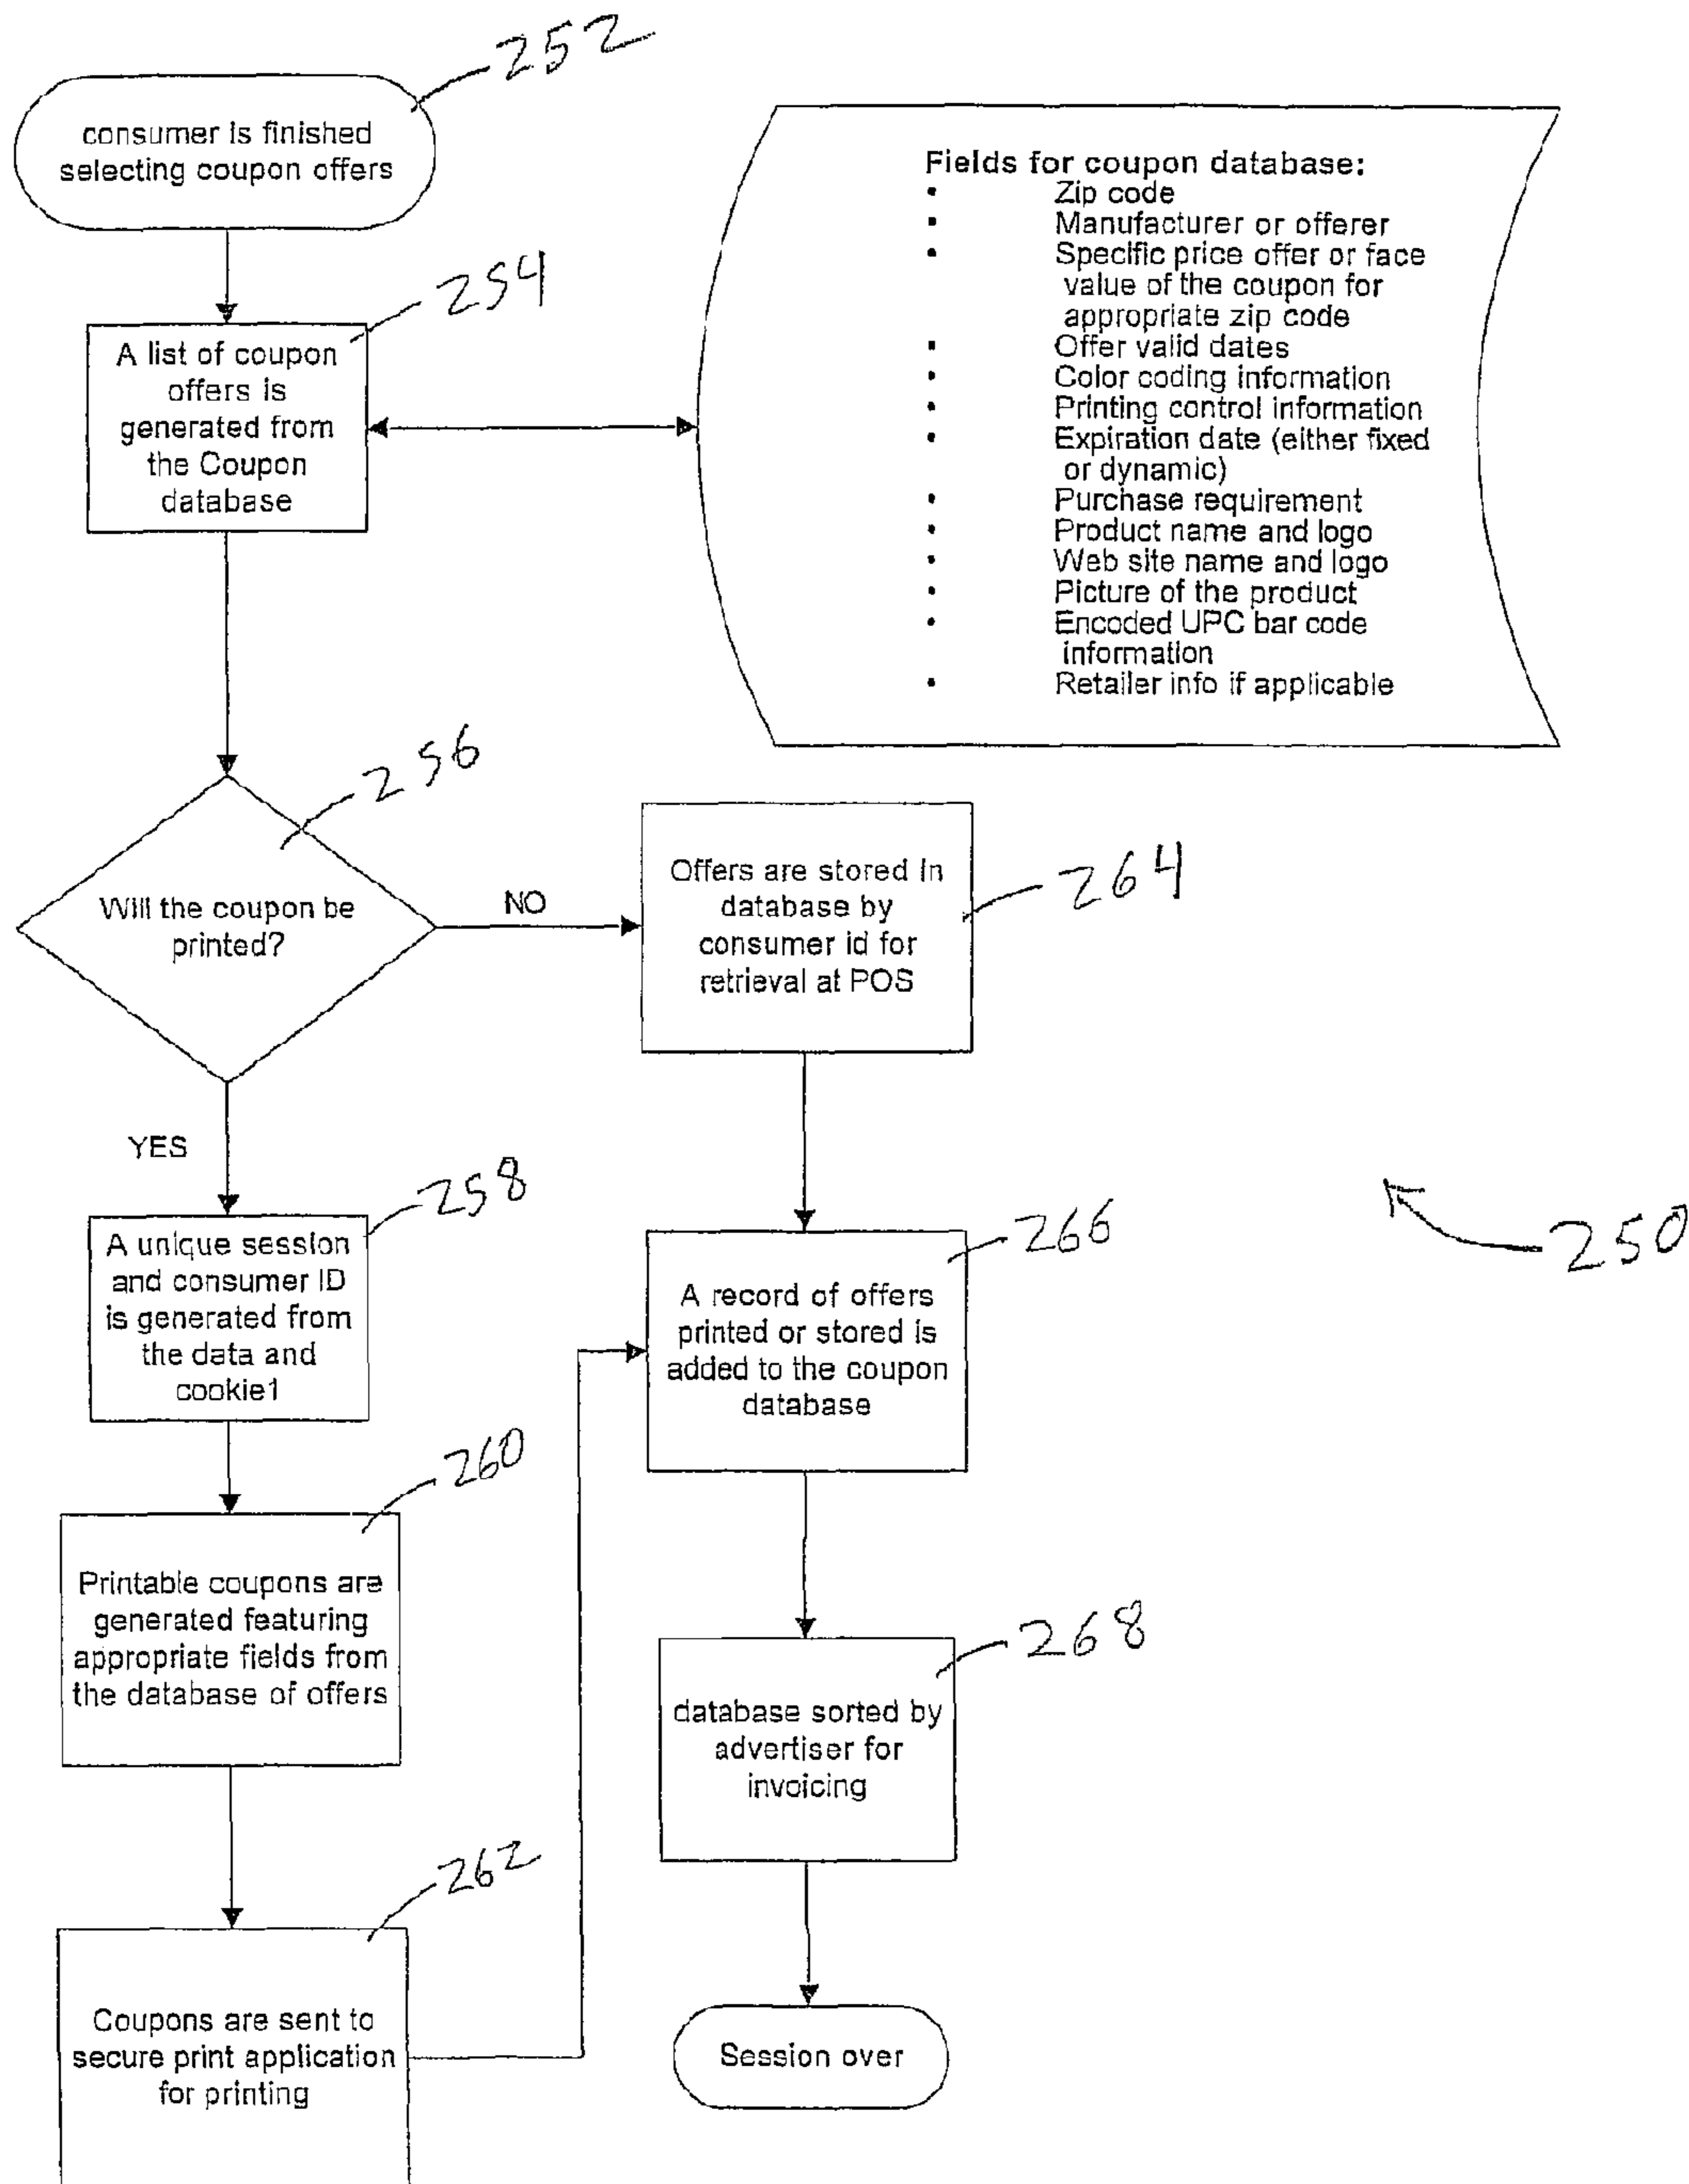 252
consumer is finished
selecting coupon offers
254
A list of coupon
offers is
generated from
the Coupon
database
Fields for coupon database:
• Zip code
• Manufacturer or offerer
• Specific price offer or face
value of the coupon for
appropriate zip code
• Offer valid dates
• Color coding information
• Printing control information
• Expiration date (either fixed
or dynamic)
• Purchase requirement
• Product name and logo
• Web site name and logo
• Picture of the product
• Encoded UPC bar code
information
• Retailer info if applicable
256
Will the coupon be
printed?
NO
YES
264
Offers are stored in
database by
consumer id for
retrieval at POS
258
A unique session
and consumer ID
is generated from
the data and
cookie1
266
A record of offers
printed or stored is
added to the coupon
database
250
260
Printable coupons are
generated featuring
appropriate fields from
the database of offers
268
database sorted by
advertiser for
invoicing
262
Coupons are sent to
secure print application
for printing
Session over